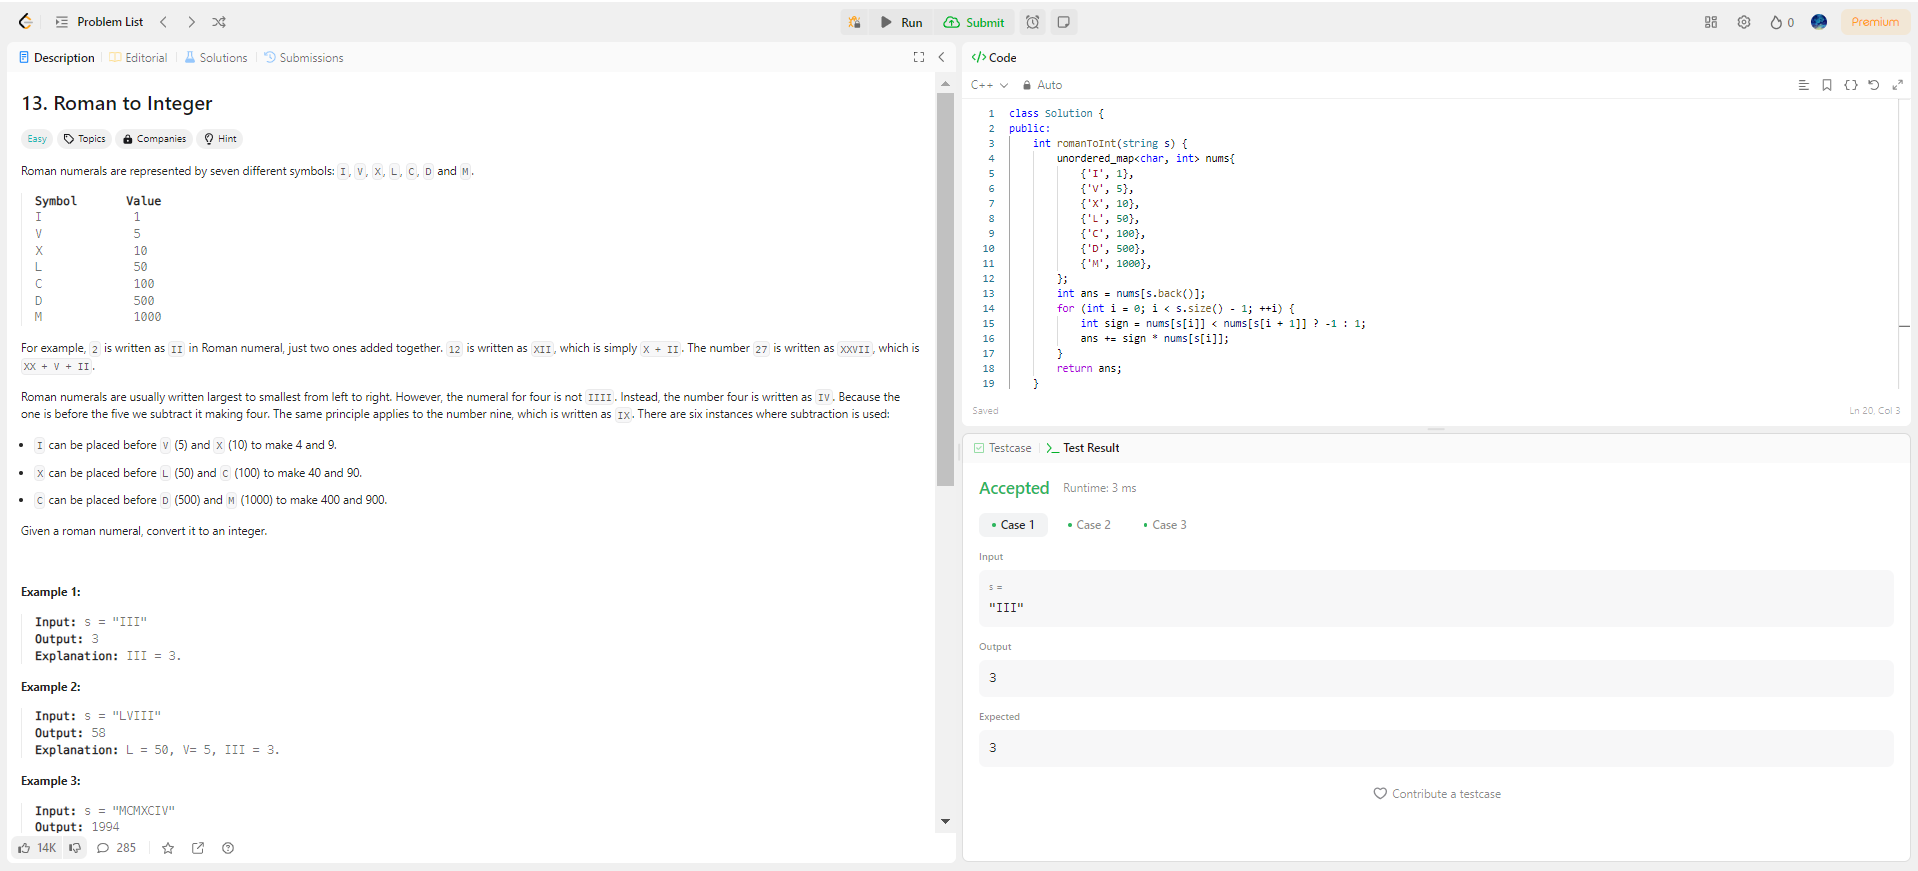 Problem List
Run
Submit
0
Premium
Description
Editorial
Solutions
Submissions
13. Roman to Integer
Easy
Topics
Companies
Hint
Roman numerals are represented by seven different symbols: I, V, X, L, C, D and M.
Symbol Value
I 1
V 5
X 10
L 50
C 100
D 500
M 1000
For example, 2 is written as II in Roman numeral, just two ones added together. 12 is written as XII, which is simply X + II. The number 27 is written as XXVII, which is
XX + V + II.
Roman numerals are usually written largest to smallest from left to right. However, the numeral for four is not IIII. Instead, the number four is written as IV. Because the
one is before the five we subtract it making four. The same principle applies to the number nine, which is written as IX. There are six instances where subtraction is used:
• I can be placed before V (5) and X (10) to make 4 and 9.
• X can be placed before L (50) and C (100) to make 40 and 90.
• C can be placed before D (500) and M (1000) to make 400 and 900.
Given a roman numeral, convert it to an integer.
Example 1:
Input: s = "III"
Output: 3
Explanation: III = 3.
Example 2:
Input: s = "LVIII"
Output: 58
Explanation: L = 50, V= 5, III = 3.
Example 3:
Input: s = "MCMXCIV"
Output: 1994
14K
285
</> Code
C++
Auto
1 class Solution {
2 public:
3 int romanToInt(string s) {
4 unordered_map<char, int> nums{
5 {'I', 1},
6 {'V', 5},
7 {'X', 10},
8 {'L', 50},
9 {'C', 100},
10 {'D', 500},
11 {'M', 1000},
12 };
13 int ans = nums[s.back()];
14 for (int i = 0; i < s.size() - 1; ++i) {
15 int sign = nums[s[i]] < nums[s[i + 1]] ? -1 : 1;
16 ans += sign * nums[s[i]];
17 }
18 return ans;
19 }
Saved
Ln 20, Col 3
Testcase
Test Result
Accepted
Runtime: 3 ms
• Case 1
• Case 2
• Case 3
Input
s =
"III"
Output
3
Expected
3
Contribute a testcase